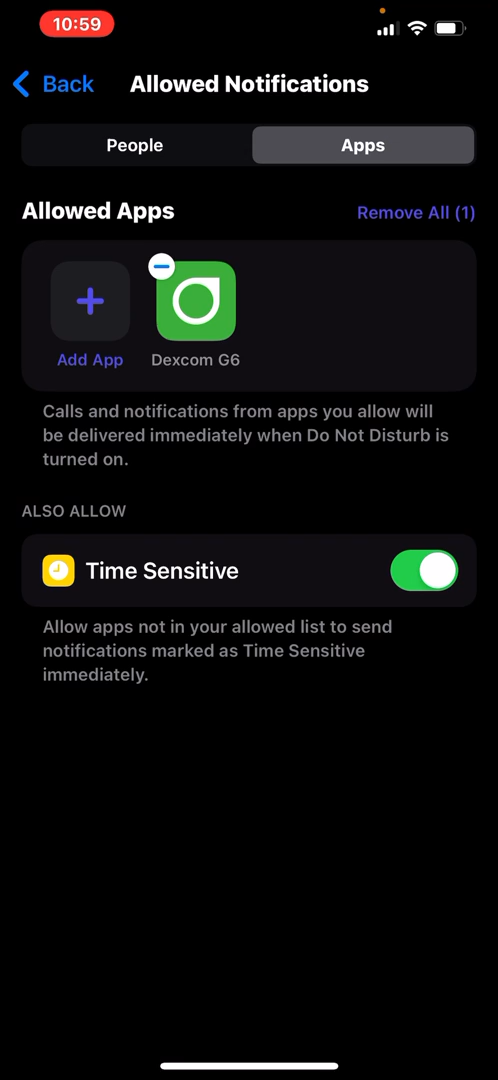 10:59
Back
Allowed Notifications
People
Apps
Allowed Apps
Remove All (1)
Add App
Dexcom G6
Calls and notifications from apps you allow will
be delivered immediately when Do Not Disturb is
turned on.
ALSO ALLOW
Time Sensitive
Allow apps not in your allowed list to send
notifications marked as Time Sensitive
immediately.